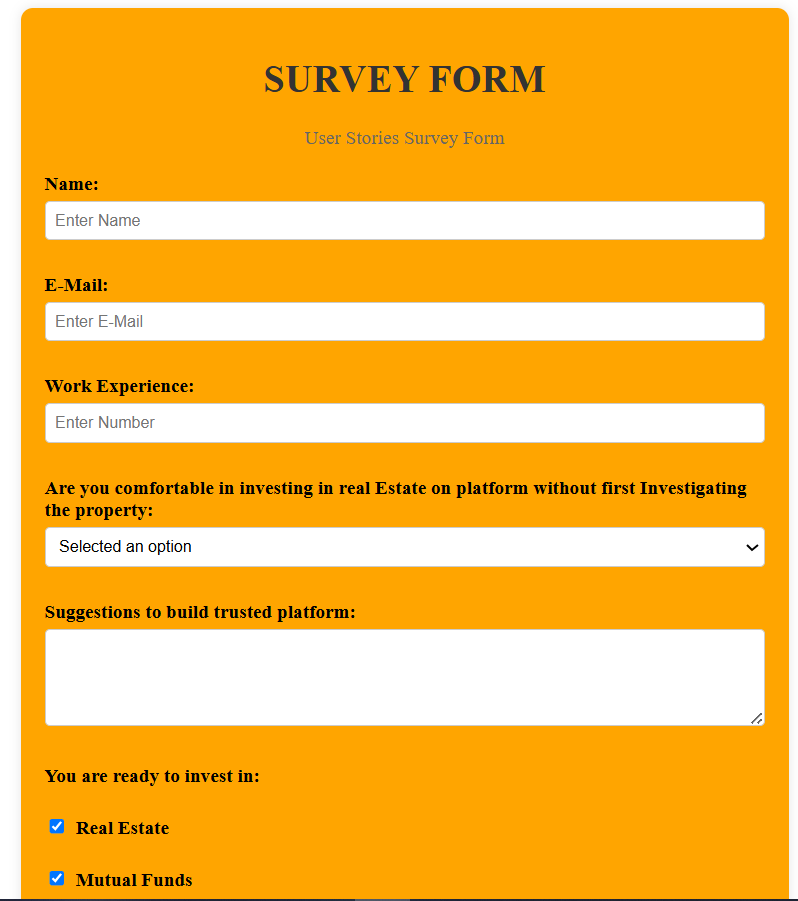 SURVEY FORM
User Stories Survey Form
Name:
Enter Name
E-Mail:
Enter E-Mail
Work Experience:
Enter Number
Are you comfortable in investing in real Estate on platform without first Investigating
the property:
Selected an option
Suggestions to build trusted platform:
You are ready to invest in:
Real Estate
Mutual Funds